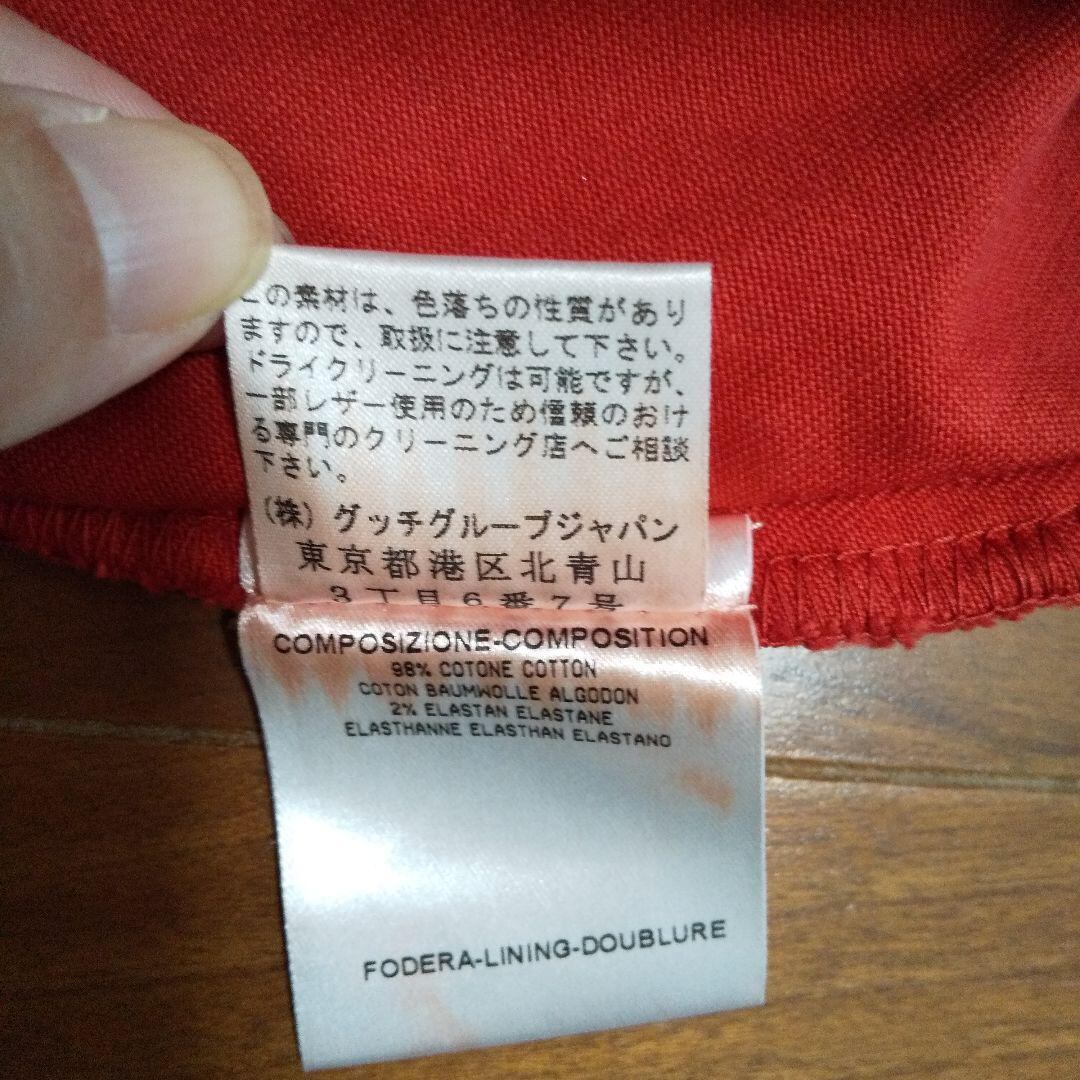 この素材は、色落ちの性質があり
ますので、取扱に注意して下さい。
ドライクリーニングは可能ですが、
一部レザー使用のため信頼のおけ
る専門のクリーニング店へご相談
下さい。
(株)グッチグループジャパン
東京都港区北青山
3丁目6番7号
COMPOSIZIONE-COMPOSITION
98% COTONE COTTON
COTON BAUMWOLLE ALGODON
2% ELASTAN ELASTANE
ELASTHANNE ELASTHAN ELASTANO
FODERA-LINING-DOUBLURE